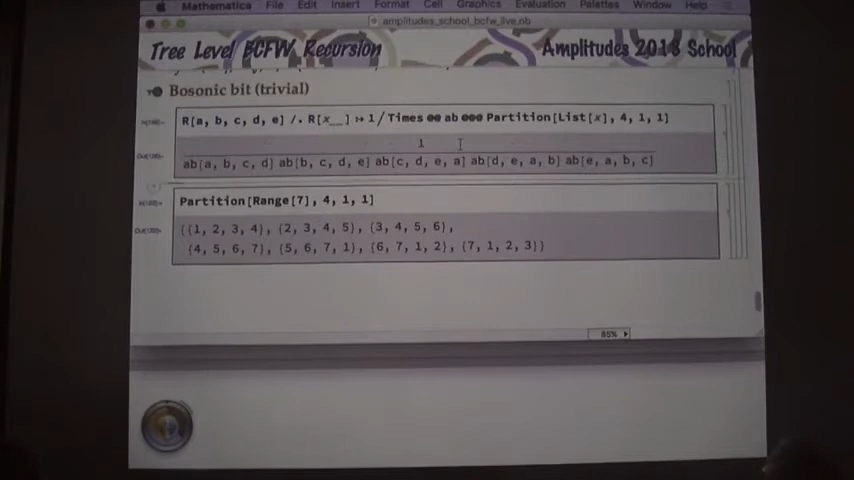 Mathematica File Edit Insert Format Cell Graphics Evaluation Palettes Window Help
amplitudes_school_bcfw_live.nb
Tree Level BCFW Recursion Amplitudes 2018 School
Bosonic bit (trivial)
R[a, b, c, d, e] /. R[x__] :> 1/Times @@ ab @@@ Partition[List[x], 4, 1, 1]
1
ab[a, b, c, d] ab[b, c, d, e] ab[c, d, e, a] ab[d, e, a, b] ab[e, a, b, c]
Partition[Range[7], 4, 1, 1]
{{1, 2, 3, 4}, {2, 3, 4, 5}, {3, 4, 5, 6},
{4, 5, 6, 7}, {5, 6, 7, 1}, {6, 7, 1, 2}, {7, 1, 2, 3}}
85%